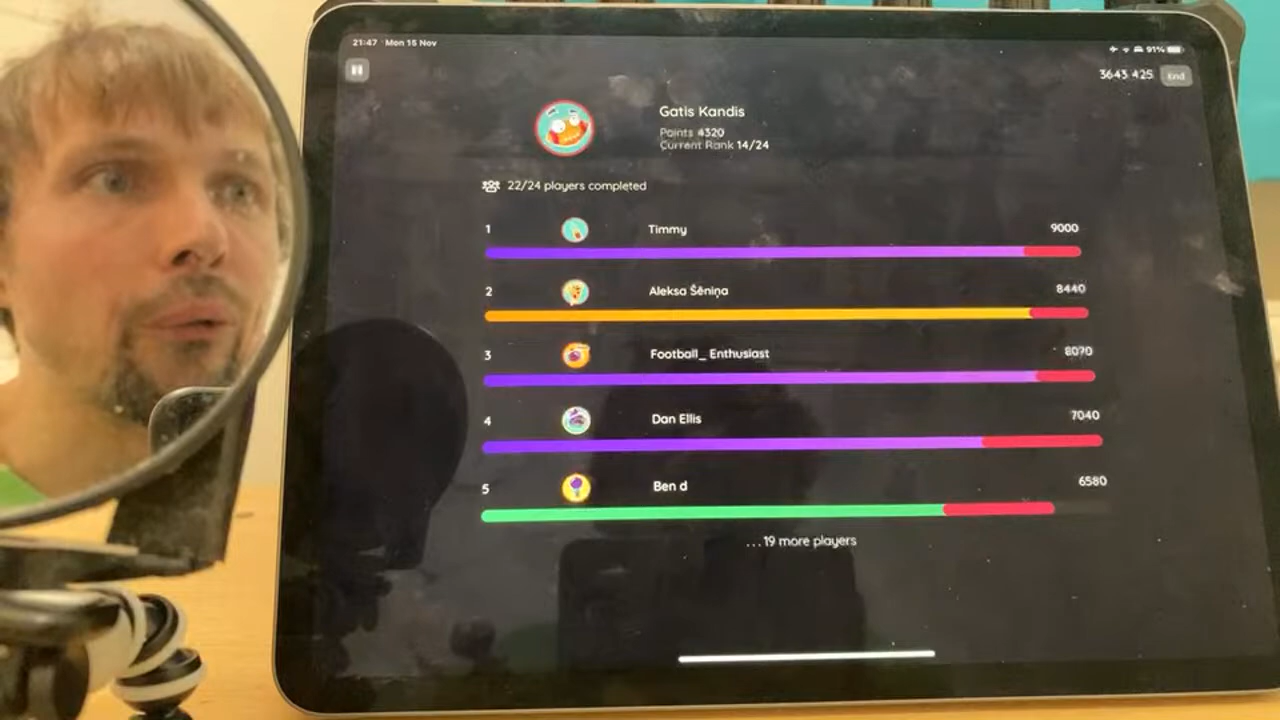 21:47 Mon 15 Nov
91%
3643 425 End
Gatis Kandis
Points 4320
Current Rank 14/24
22/24 players completed
1 Timmy 9000
2 Aleksa Šēniņa 8440
3 Football_ Enthusiast 8070
4 Dan Ellis 7040
5 Ben d 6580
...19 more players